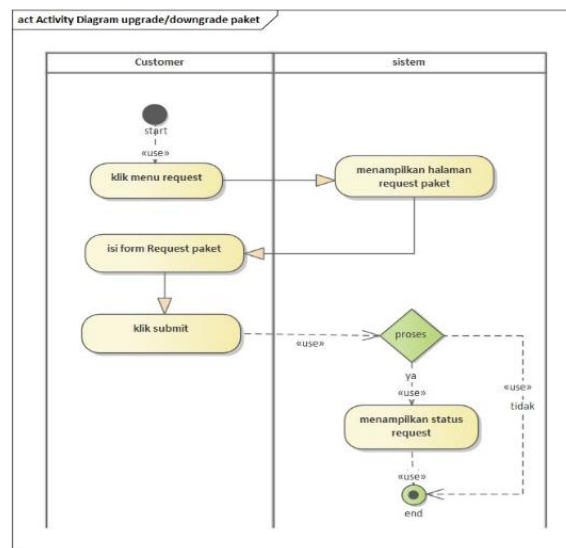 act Activity Diagram upgrade/downgrade paket
Customer
sistem
start
«use»
klik menu request
menampilkan halaman
request paket
isi form Request paket
klik submit
«use»
proses
ya
«use»
«use»
tidak
menampilkan status
request
«use»
end